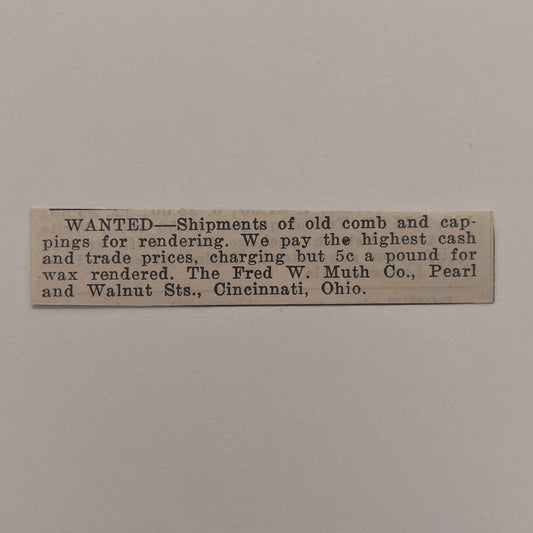 WANTED—Shipments of old comb and cap-
pings for rendering. We pay the highest cash
and trade prices, charging but 5c a pound for
wax rendered. The Fred W. Muth Co., Pearl
and Walnut Sts., Cincinnati, Ohio.